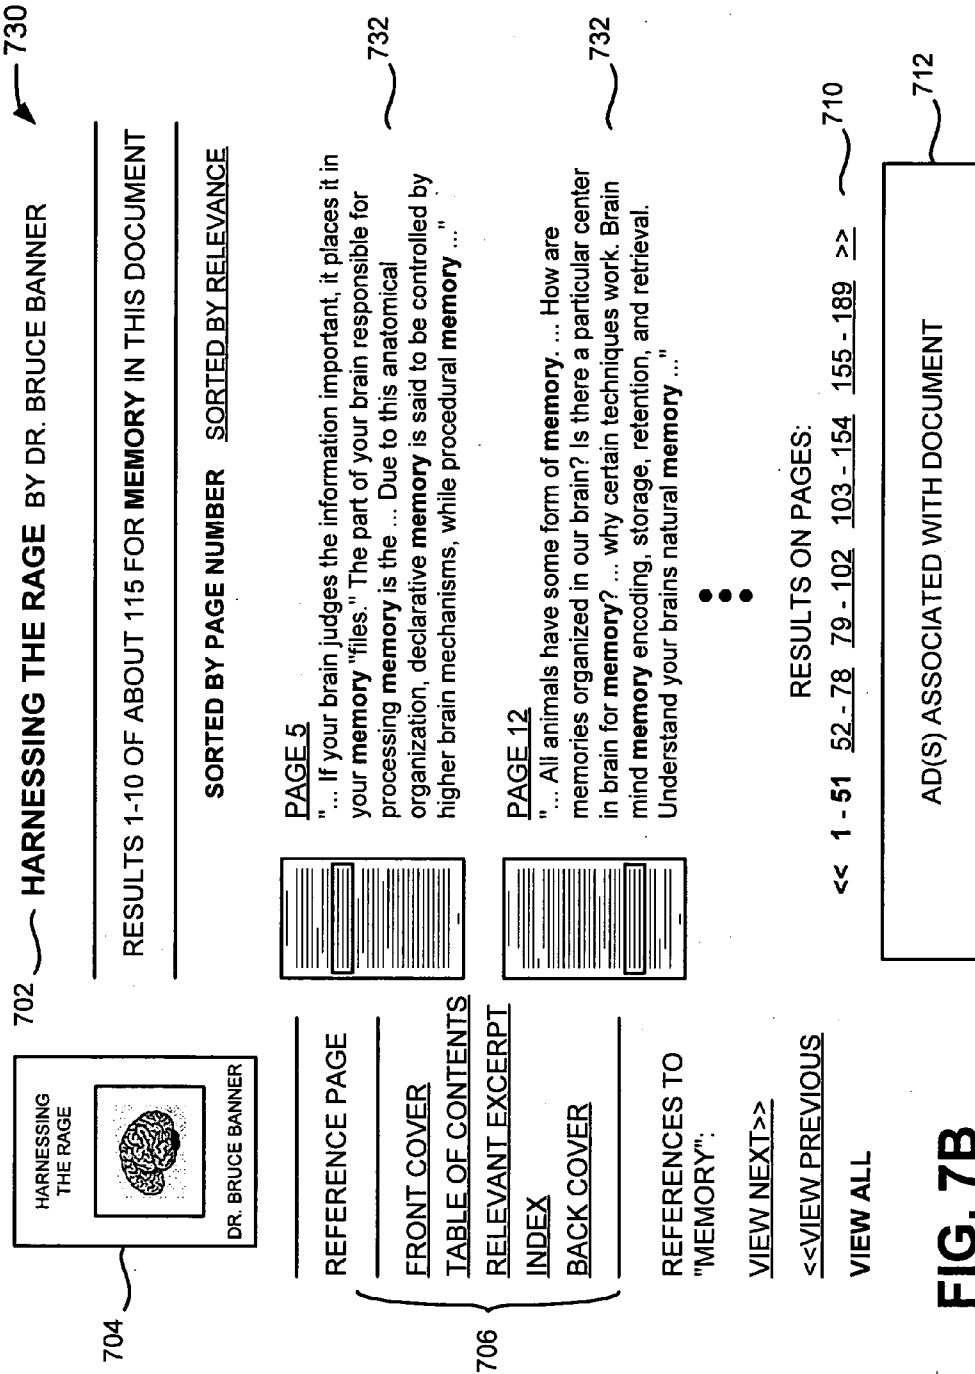 730
702
HARNESSING THE RAGE BY DR. BRUCE BANNER
704
HARNESSING
THE RAGE
DR. BRUCE BANNER
RESULTS 1-10 OF ABOUT 115 FOR MEMORY IN THIS DOCUMENT
SORTED BY PAGE NUMBER SORTED BY RELEVANCE
706
REFERENCE PAGE
FRONT COVER
TABLE OF CONTENTS
RELEVANT EXCERPT
INDEX
BACK COVER
REFERENCES TO
"MEMORY":
VIEW NEXT>>
<<VIEW PREVIOUS
VIEW ALL
PAGE 5
"... If your brain judges the information important, it places it in
your memory "files." The part of your brain responsible for
processing memory is the ... Due to this anatomical
organization, declarative memory is said to be controlled by
higher brain mechanisms, while procedural memory ..."
732
PAGE 12
"... All animals have some form of memory. ... How are
memories organized in our brain? Is there a particular center
in brain for memory? ... why certain techniques work. Brain
mind memory encoding, storage, retention, and retrieval.
Understand your brains natural memory ..."
732
RESULTS ON PAGES:
<< 1 - 51 52 - 78 79 - 102 103 - 154 155 - 189 >>
710
AD(S) ASSOCIATED WITH DOCUMENT
712
FIG. 7B